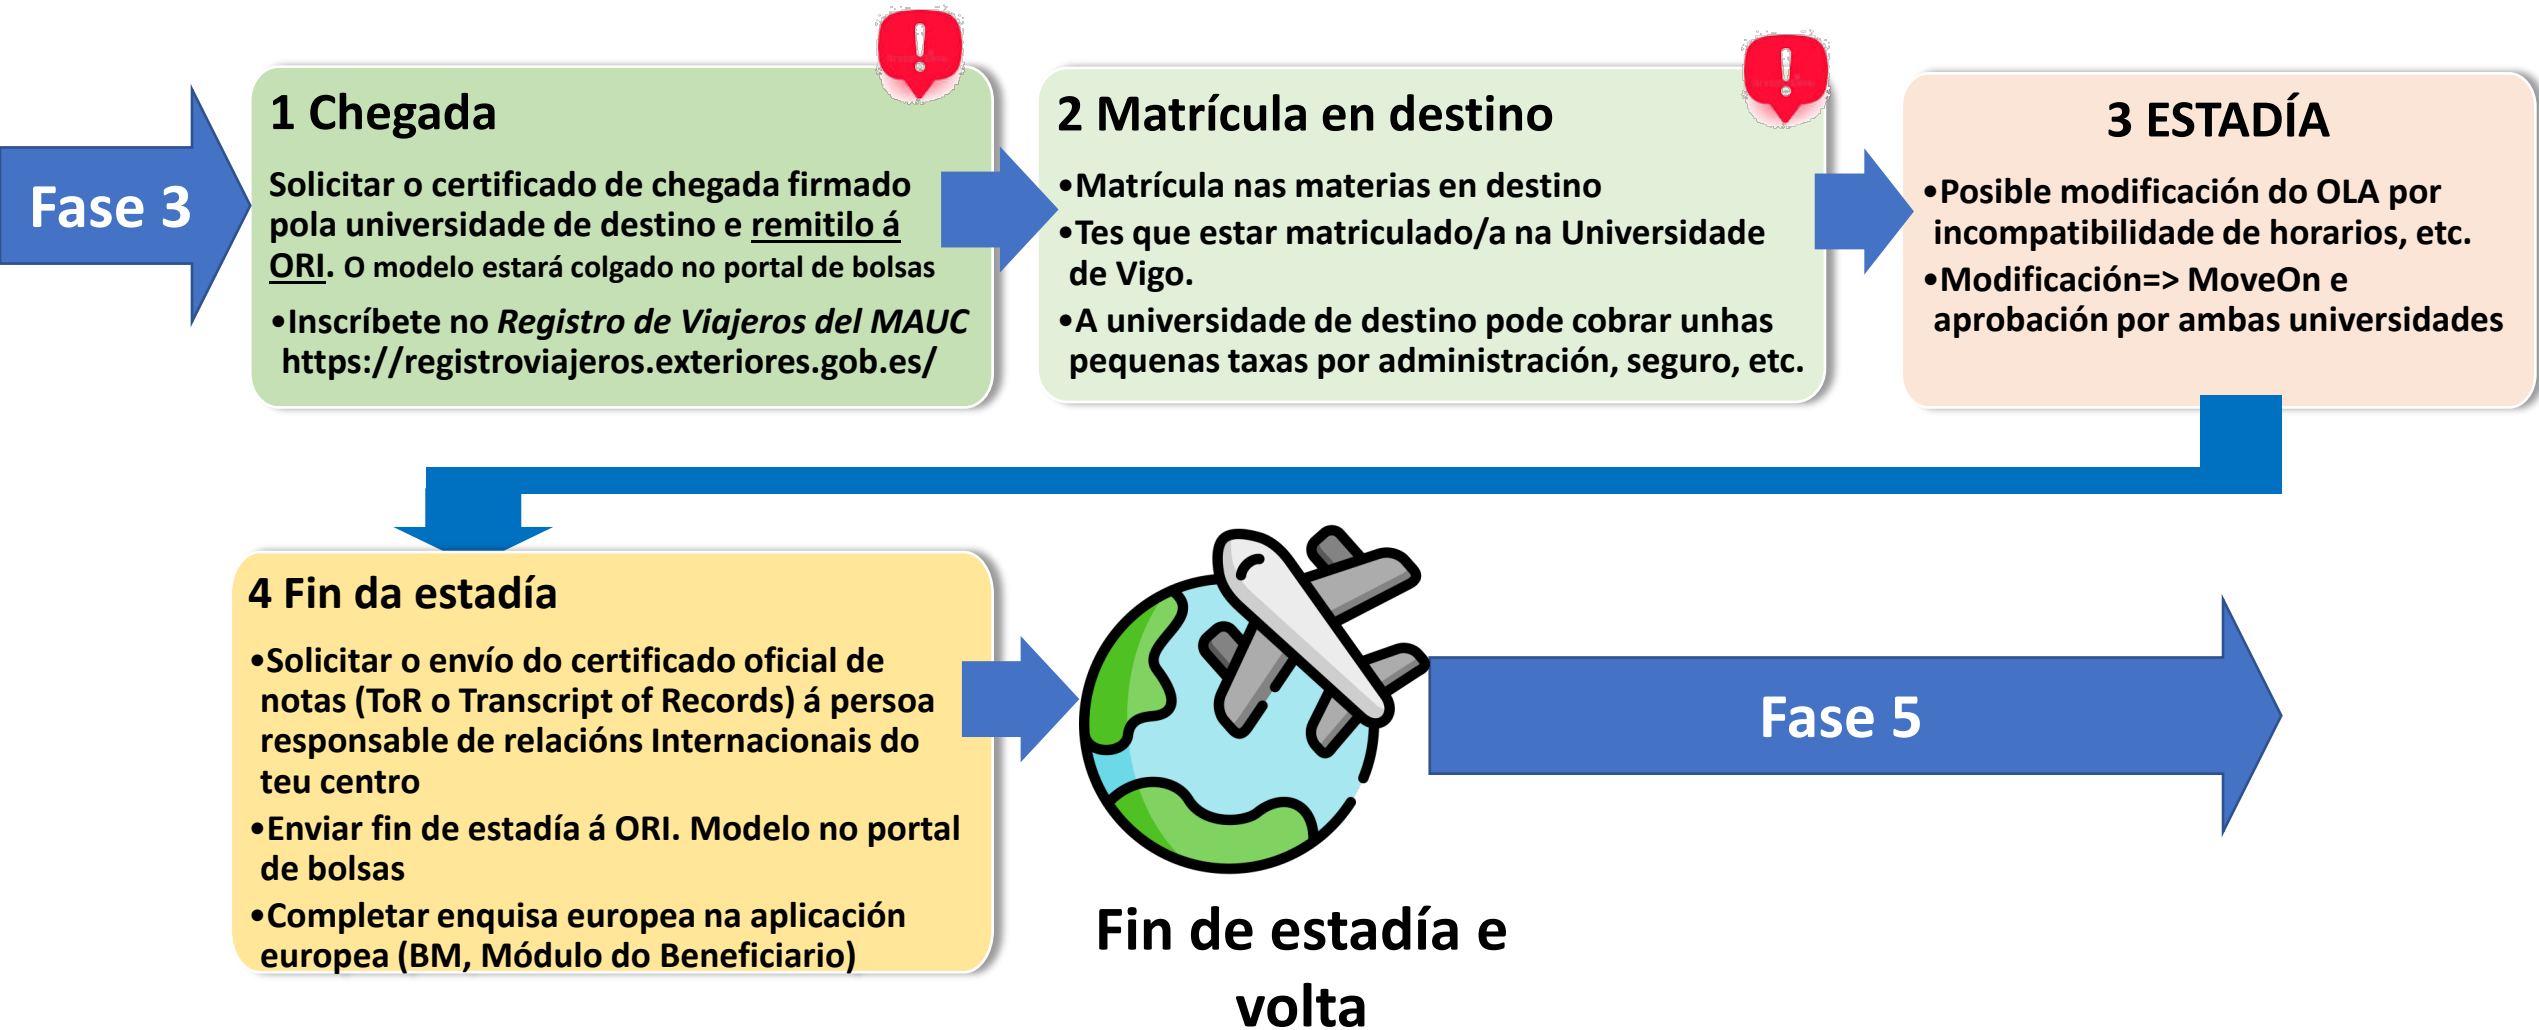 Fase 3
1 Chegada
Solicitar o certificado de chegada firmado
pola universidade de destino e remitilo á
ORI. O modelo estará colgado no portal de bolsas
•Inscríbete no Registro de Viajeros del MAUC
https://registroviajeros.exteriores.gob.es/
2 Matrícula en destino
•Matrícula nas materias en destino
•Tes que estar matriculado/a na Universidade
de Vigo.
•A universidade de destino pode cobrar unhas
pequenas taxas por administración, seguro, etc.
3 ESTADÍA
•Posible modificación do OLA por
incompatibilidade de horarios, etc.
•Modificación=> MoveOn e
aprobación por ambas universidades
4 Fin da estadía
•Solicitar o envío do certificado oficial de
notas (ToR o Transcript of Records) á persoa
responsable de relacións Internacionais do
teu centro
•Enviar fin de estadía á ORI. Modelo no portal
de bolsas
•Completar enquisa europea na aplicación
europea (BM, Módulo do Beneficiario)
Fin de estadía e
volta
Fase 5